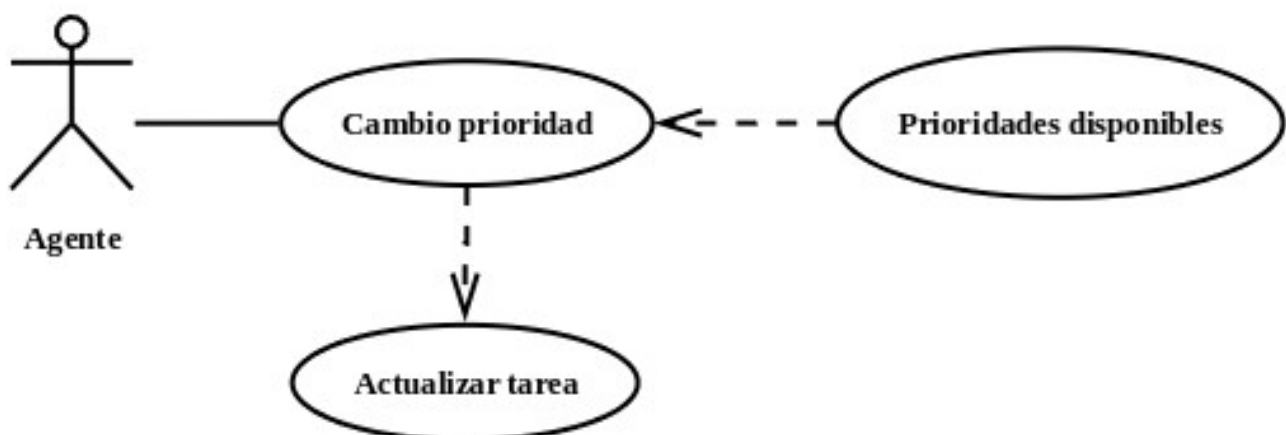 Cambio prioridad
Prioridades disponibles
Agente
Actualizar tarea